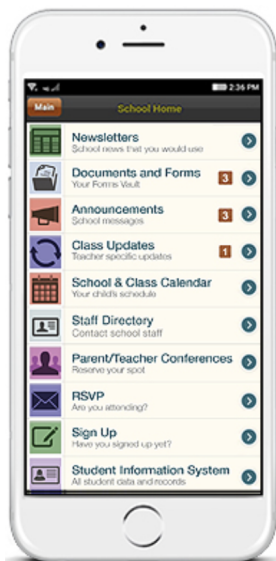 2:36 PM
Main
School Home
Newsletters
School news that you would use
Documents and Forms
Your Forms Vault
3
Announcements
School messages
3
Class Updates
Teacher specific updates
1
School & Class Calendar
Your child's schedule
Staff Directory
Contact school staff
Parent/Teacher Conferences
Reserve your spot
RSVP
Are you attending?
Sign Up
Have you signed up yet?
Student Information System
All student data and records